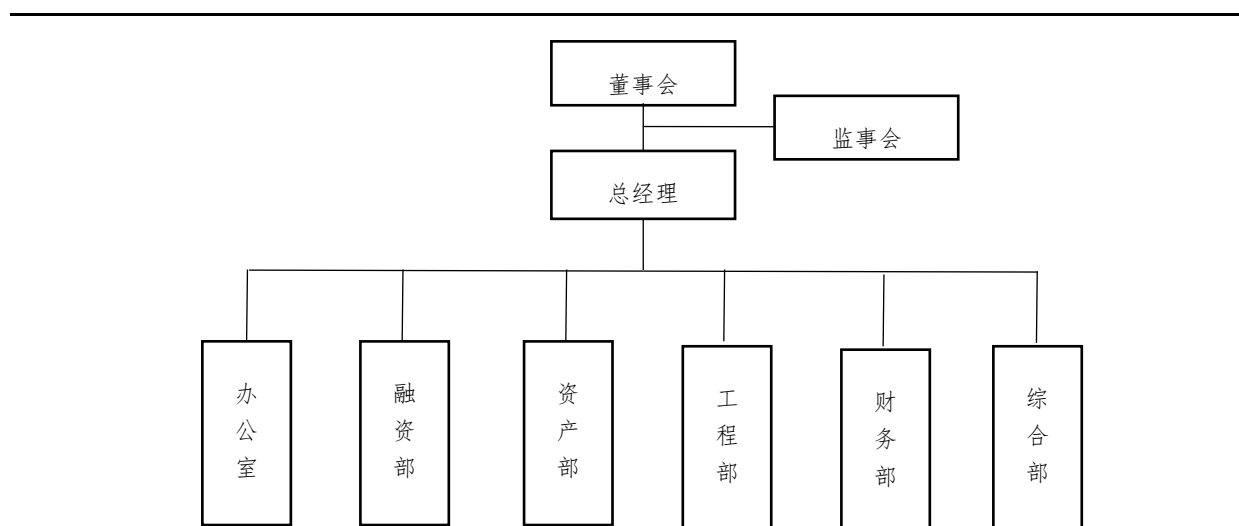 董事会
监事会
总经理
办公室
融资部
资产部
工程部
财务部
综合部